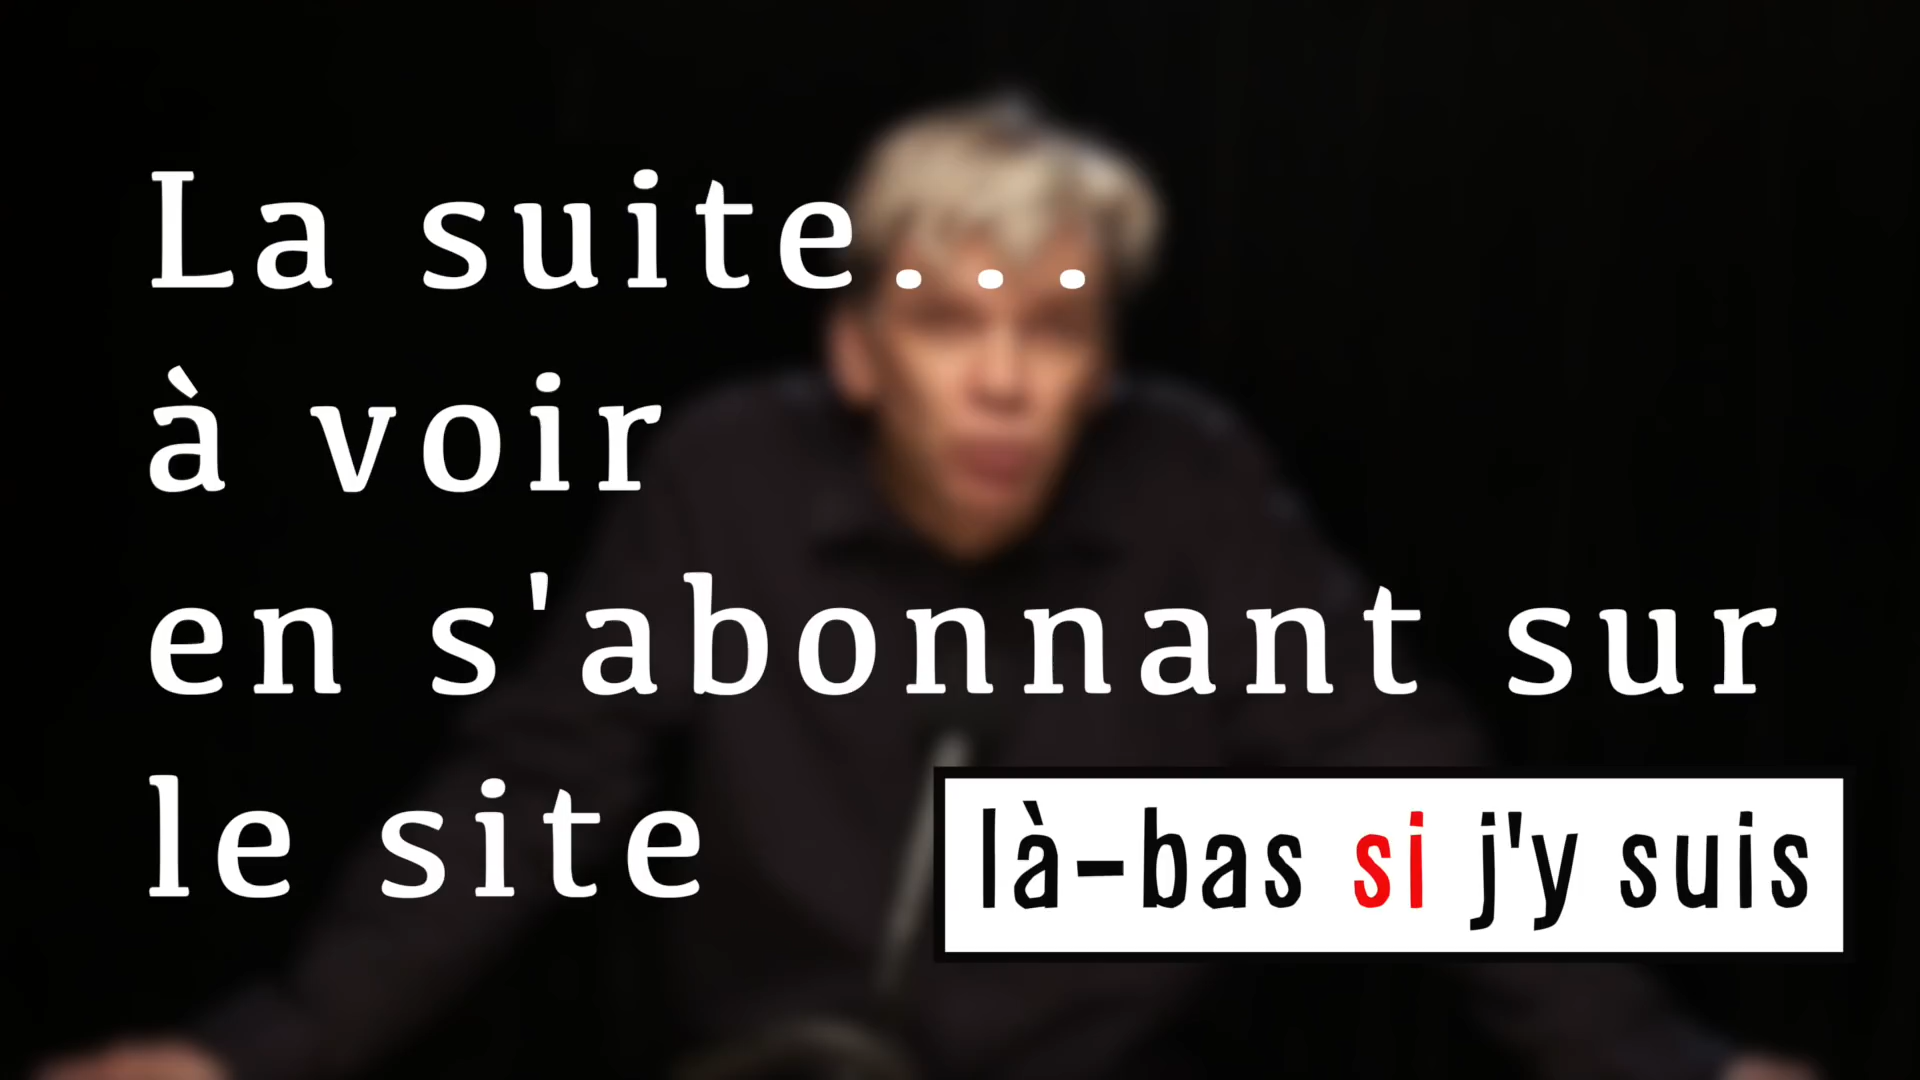 La suite...
à voir
en s'abonnant sur
le site là-bas si j'y suis